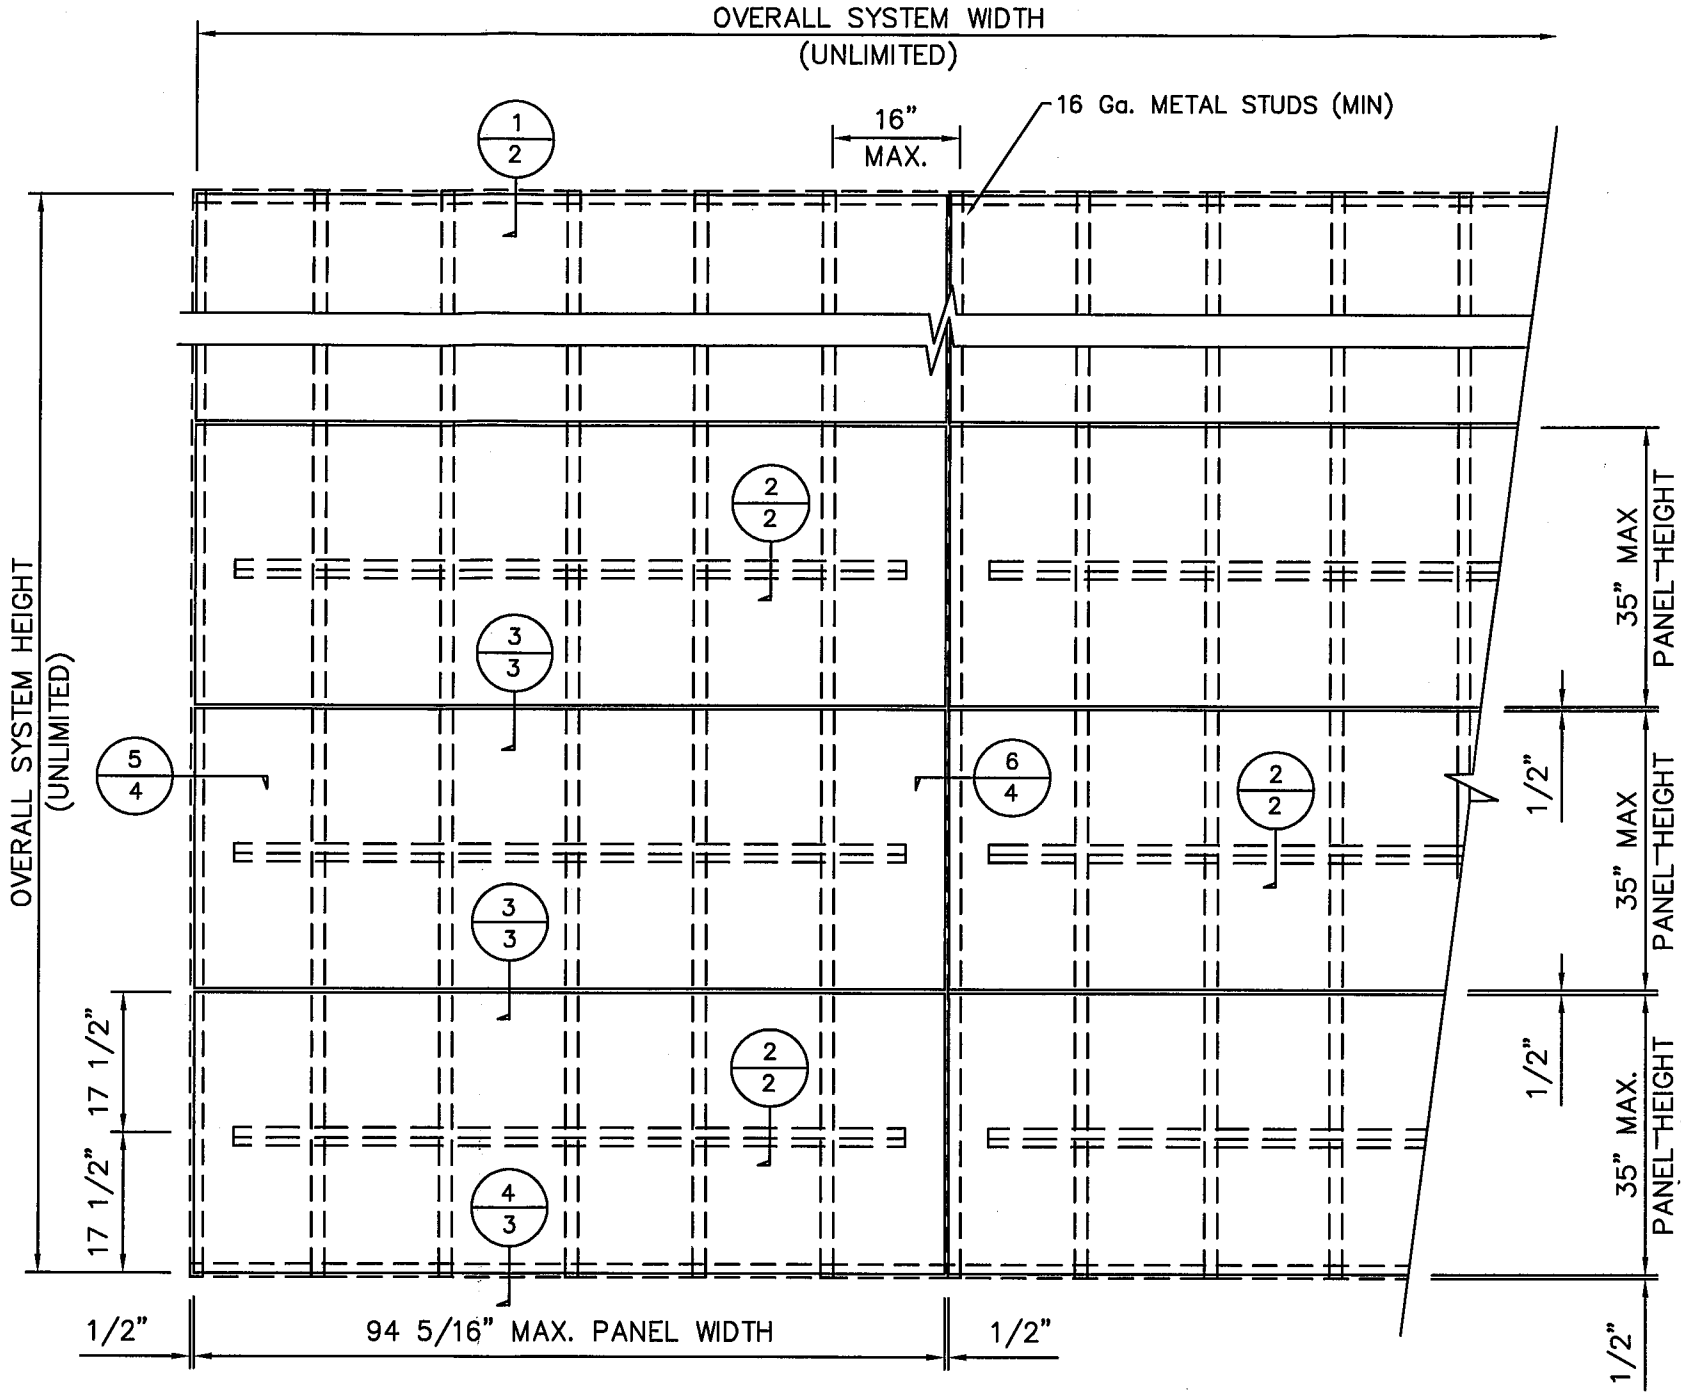 OVERALL SYSTEM WIDTH
(UNLIMITED)
16 Ga. METAL STUDS (MIN)
16"
MAX.
1
2
2
2
3
3
5
4
6
4
2
2
3
3
2
2
4
3
OVERALL SYSTEM HEIGHT
(UNLIMITED)
35" MAX
PANEL HEIGHT
1/2"
35" MAX
PANEL HEIGHT
1/2"
35" MAX.
PANEL HEIGHT
1/2"
17 1/2"
17 1/2"
1/2"
94 5/16" MAX. PANEL WIDTH
1/2"